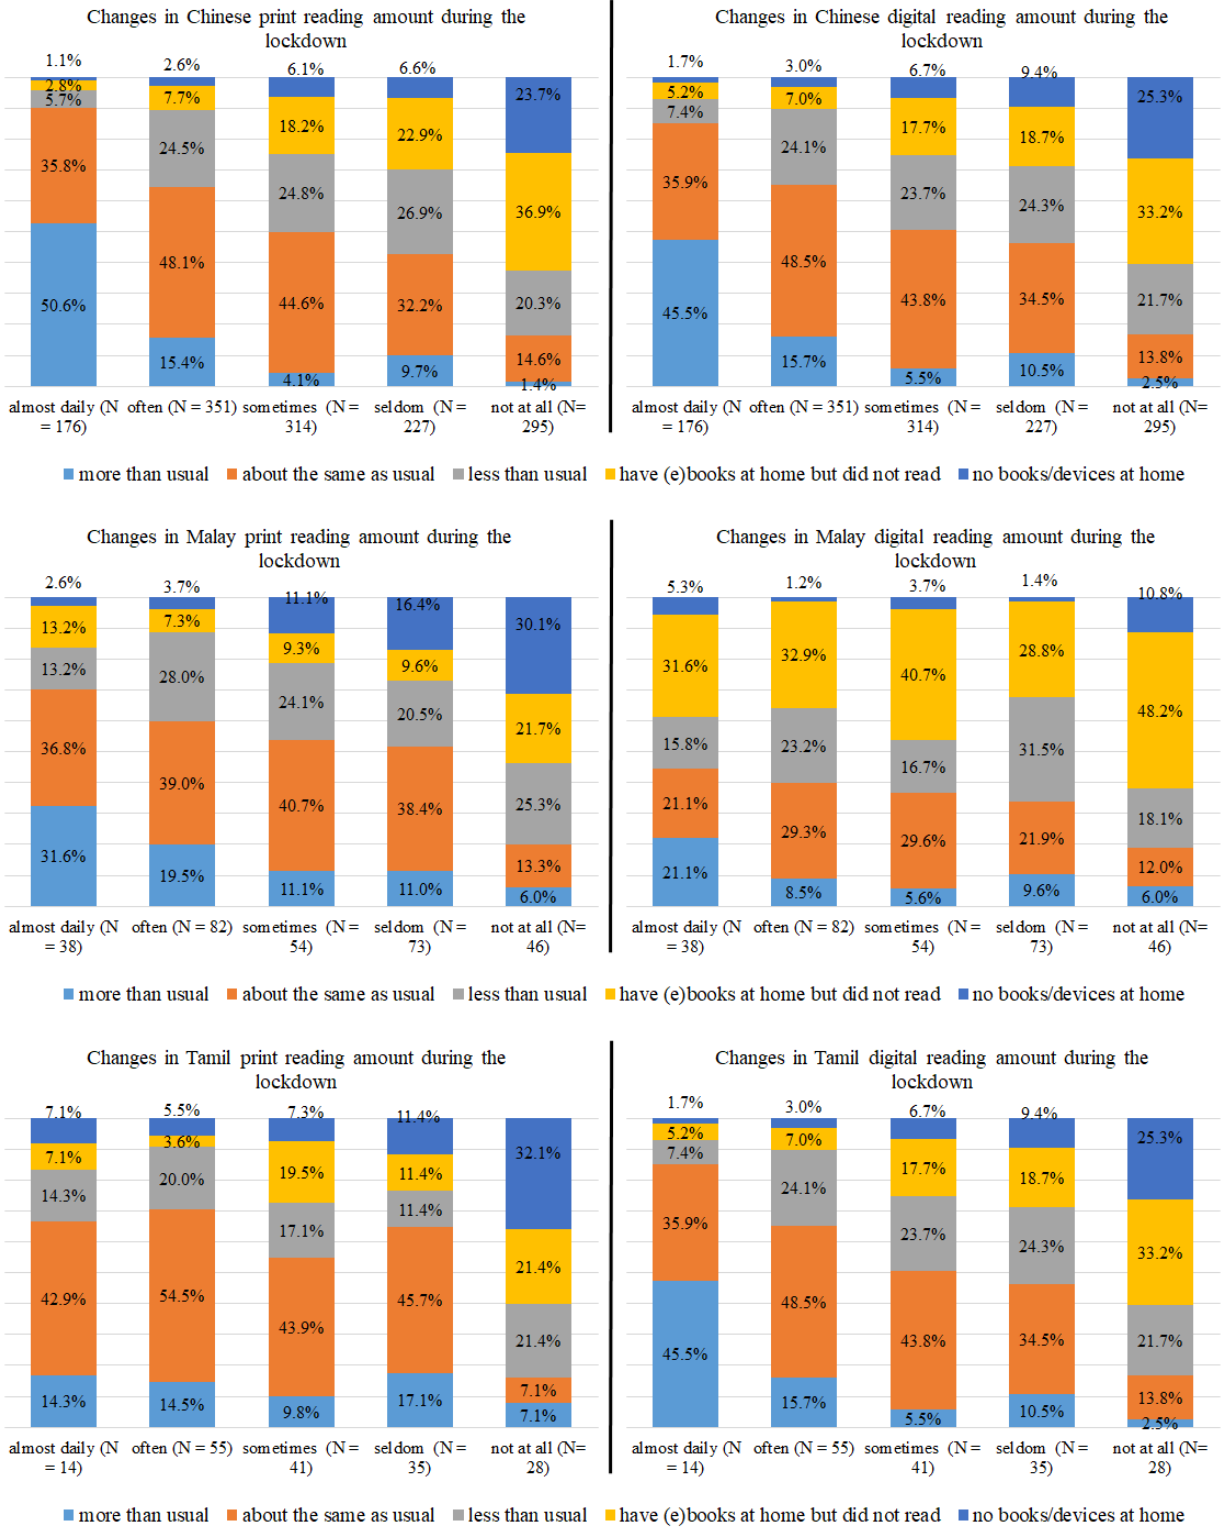 Changes in Chinese print reading amount during the
lockdown
1.1% 2.6% 6.1% 6.6%
2.8% 7.7% 18.2% 22.9% 23.7%
5.7% 24.5% 24.8% 26.9% 36.9%
35.8% 48.1% 44.6% 32.2% 20.3%
50.6% 15.4% 4.1% 9.7% 14.6%
1.4%
almost daily (N often (N = 351) sometimes (N = seldom (N = not at all (N=
= 176) 314) 227) 295)
Changes in Chinese digital reading amount during the
lockdown
1.7% 3.0% 6.7% 9.4%
5.2% 7.0% 17.7% 18.7% 25.3%
7.4% 24.1% 23.7% 24.3% 33.2%
35.9% 48.5% 43.8% 34.5% 21.7%
45.5% 15.7% 5.5% 10.5% 13.8%
2.5%
almost daily (N often (N = 351) sometimes (N = seldom (N = not at all (N=
= 176) 314) 227) 295)
more than usual about the same as usual less than usual have (e)books at home but did not read no books/devices at home
Changes in Malay print reading amount during the
lockdown
2.6% 3.7% 11.1% 16.4% 30.1%
13.2% 7.3% 9.3% 9.6% 21.7%
13.2% 28.0% 24.1% 20.5% 25.3%
36.8% 39.0% 40.7% 38.4% 13.3%
31.6% 19.5% 11.1% 11.0% 6.0%
almost daily (N often (N = 82) sometimes (N = seldom (N = not at all (N=
= 38) 54) 73) 46)
Changes in Malay digital reading amount during the
lockdown
5.3% 1.2% 3.7% 1.4% 10.8%
31.6% 32.9% 40.7% 28.8% 48.2%
15.8% 23.2% 16.7% 31.5% 18.1%
21.1% 29.3% 29.6% 21.9% 12.0%
21.1% 8.5% 5.6% 9.6% 6.0%
almost daily (N often (N = 82) sometimes (N = seldom (N = not at all (N=
= 38) 54) 73) 46)
more than usual about the same as usual less than usual have (e)books at home but did not read no books/devices at home
Changes in Tamil print reading amount during the
lockdown
7.1% 5.5% 7.3% 11.4% 32.1%
7.1% 3.6% 19.5% 11.4% 21.4%
14.3% 20.0% 17.1% 11.4% 21.4%
42.9% 54.5% 43.9% 45.7% 7.1%
14.3% 14.5% 9.8% 17.1% 7.1%
almost daily (N often (N = 55) sometimes (N = seldom (N = not at all (N=
= 14) 41) 35) 28)
Changes in Tamil digital reading amount during the
lockdown
1.7% 3.0% 6.7% 9.4% 25.3%
5.2% 7.0% 17.7% 18.7% 33.2%
7.4% 24.1% 23.7% 24.3% 21.7%
35.9% 48.5% 43.8% 34.5% 13.8%
45.5% 15.7% 5.5% 10.5% 2.5%
almost daily (N often (N = 55) sometimes (N = seldom (N = not at all (N=
= 14) 41) 35) 28)
more than usual about the same as usual less than usual have (e)books at home but did not read no books/devices at home